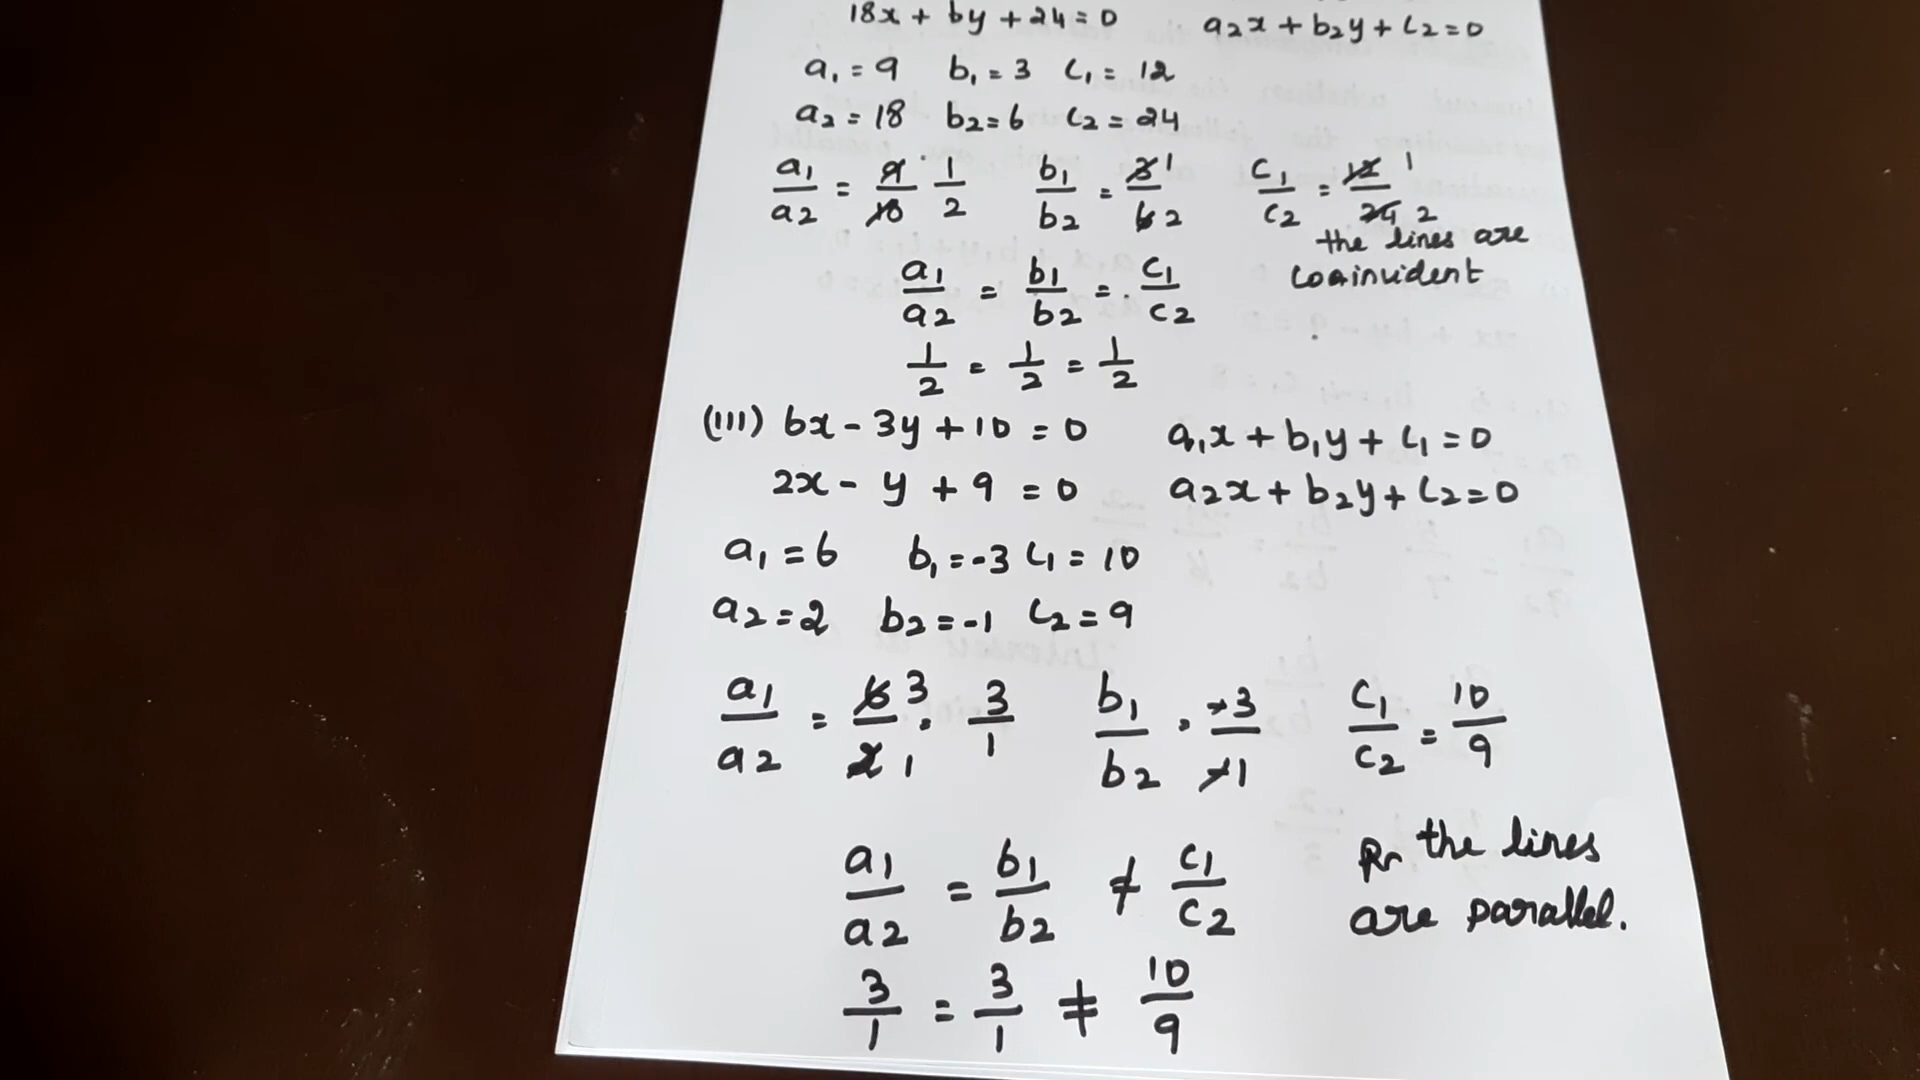 18x + 6y + 24 = 0 a2x + b2y + c2 = 0
a1 = 9 b1 = 3 c1 = 12
a2 = 18 b2 = 6 c2 = 24
a1/a2 = 9/18 1/2 b1/b2 = 3/6 1/2 c1/c2 = 12/24 1/2
the lines are
coainvident
a1/a2 = b1/b2 = c1/c2
1/2 = 1/2 = 1/2
(111) 6x - 3y + 10 = 0 a1x + b1y + c1 = 0
2x - y + 9 = 0 a2x + b2y + c2 = 0
a1 = 6 b1 = -3 c1 = 10
a2 = 2 b2 = -1 c2 = 9
a1/a2 = 6/2 3/1 = 3/1 b1/b2 = -3/-1 c1/c2 = 10/9
a1/a2 = b1/b2 ≠ c1/c2
the lines
are parallel.
3/1 = 3/1 ≠ 10/9